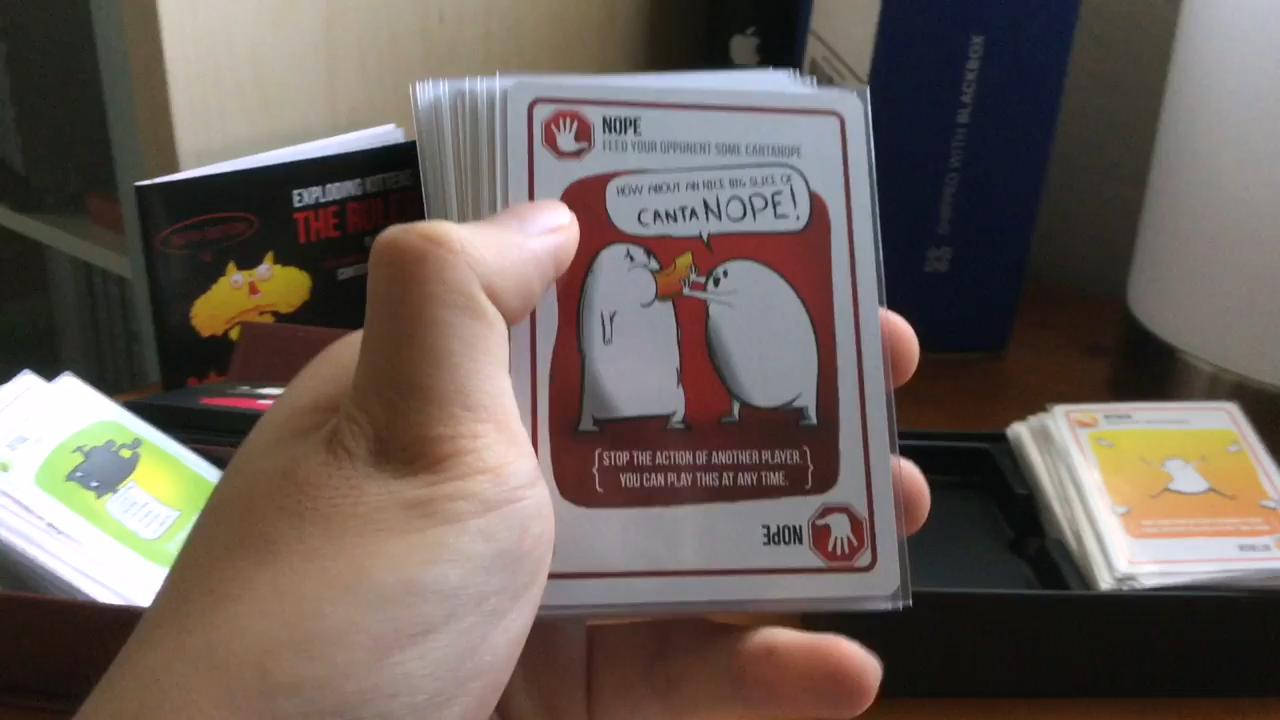 NOPE
FEED YOUR OPPONENT SOME CANTANOPE
HOW ABOUT AN NICE BIG SLICE OF
CANTANOPE!
STOP THE ACTION OF ANOTHER PLAYER.
YOU CAN PLAY THIS AT ANY TIME.
NOPE
EXPLODING KITTENS
THE RULE
SHIPPED WITH BLACKBOX